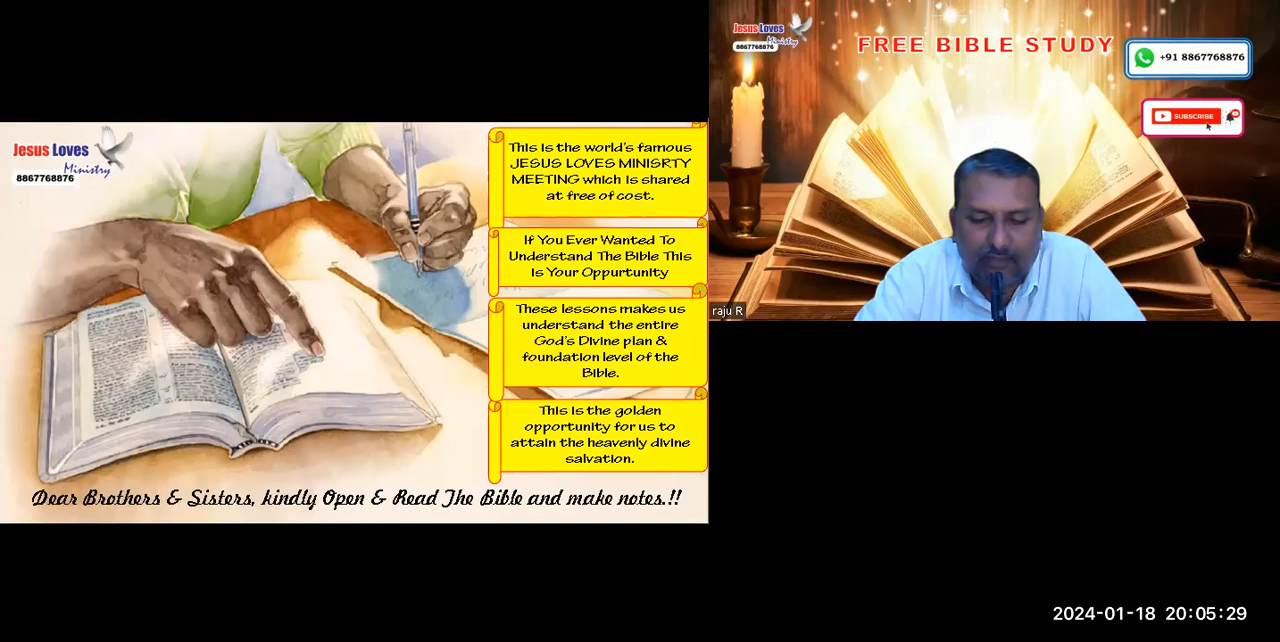 Jesus Loves
Ministry
8867768876
This is the world's famous
JESUS LOVES MINISRTY
MEETING which is shared
at free of cost.
If You Ever Wanted To
Understand The Bible This
is Your Oppurtunity
These lessons makes us
understand the entire
God's Divine plan &
foundation level of the
Bible.
This is the golden
opportunity for us to
attain the heavenly divine
salvation.
Dear Brothers & Sisters, kindly Open & Read The Bible and make notes.!!
Jesus Loves
Ministry
8867768876
FREE BIBLE STUDY
+91 8867768876
SUBSCRIBE
raju R
2024-01-18 20:05:29